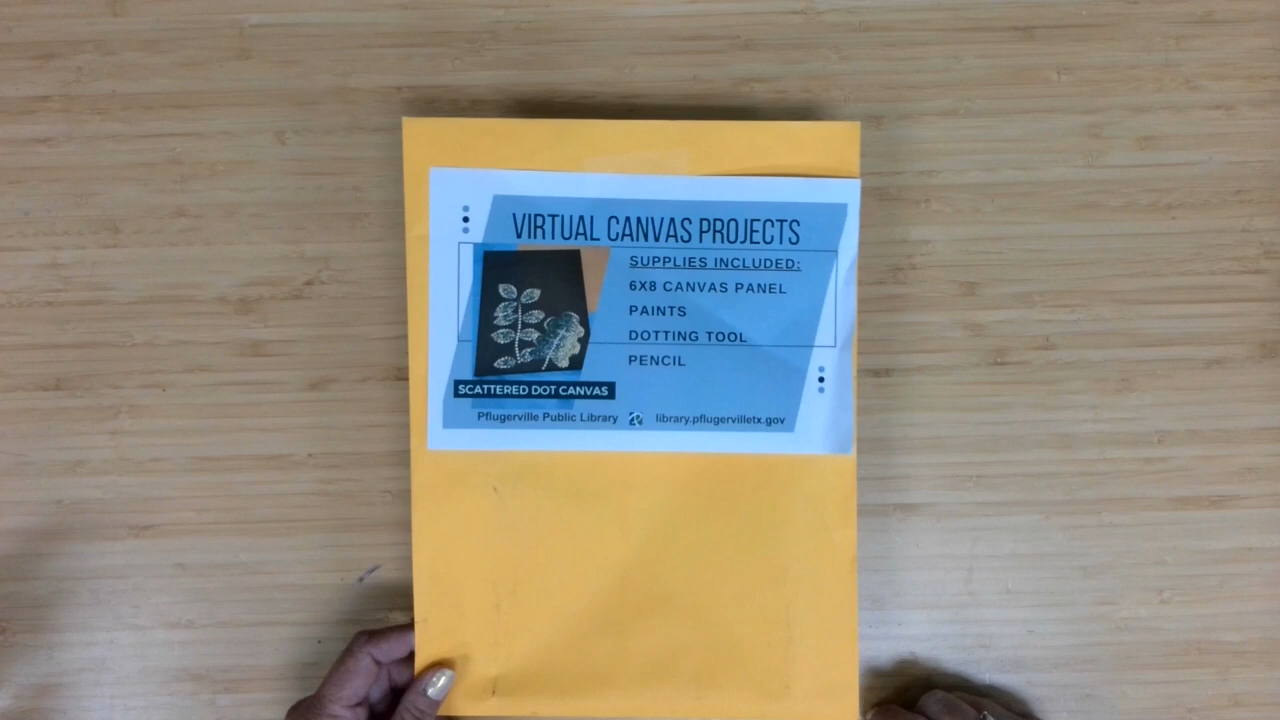 VIRTUAL CANVAS PROJECTS
SUPPLIES INCLUDED:
6X8 CANVAS PANEL
PAINTS
DOTTING TOOL
PENCIL
SCATTERED DOT CANVAS
Pflugerville Public Library library.pflugervilletx.gov